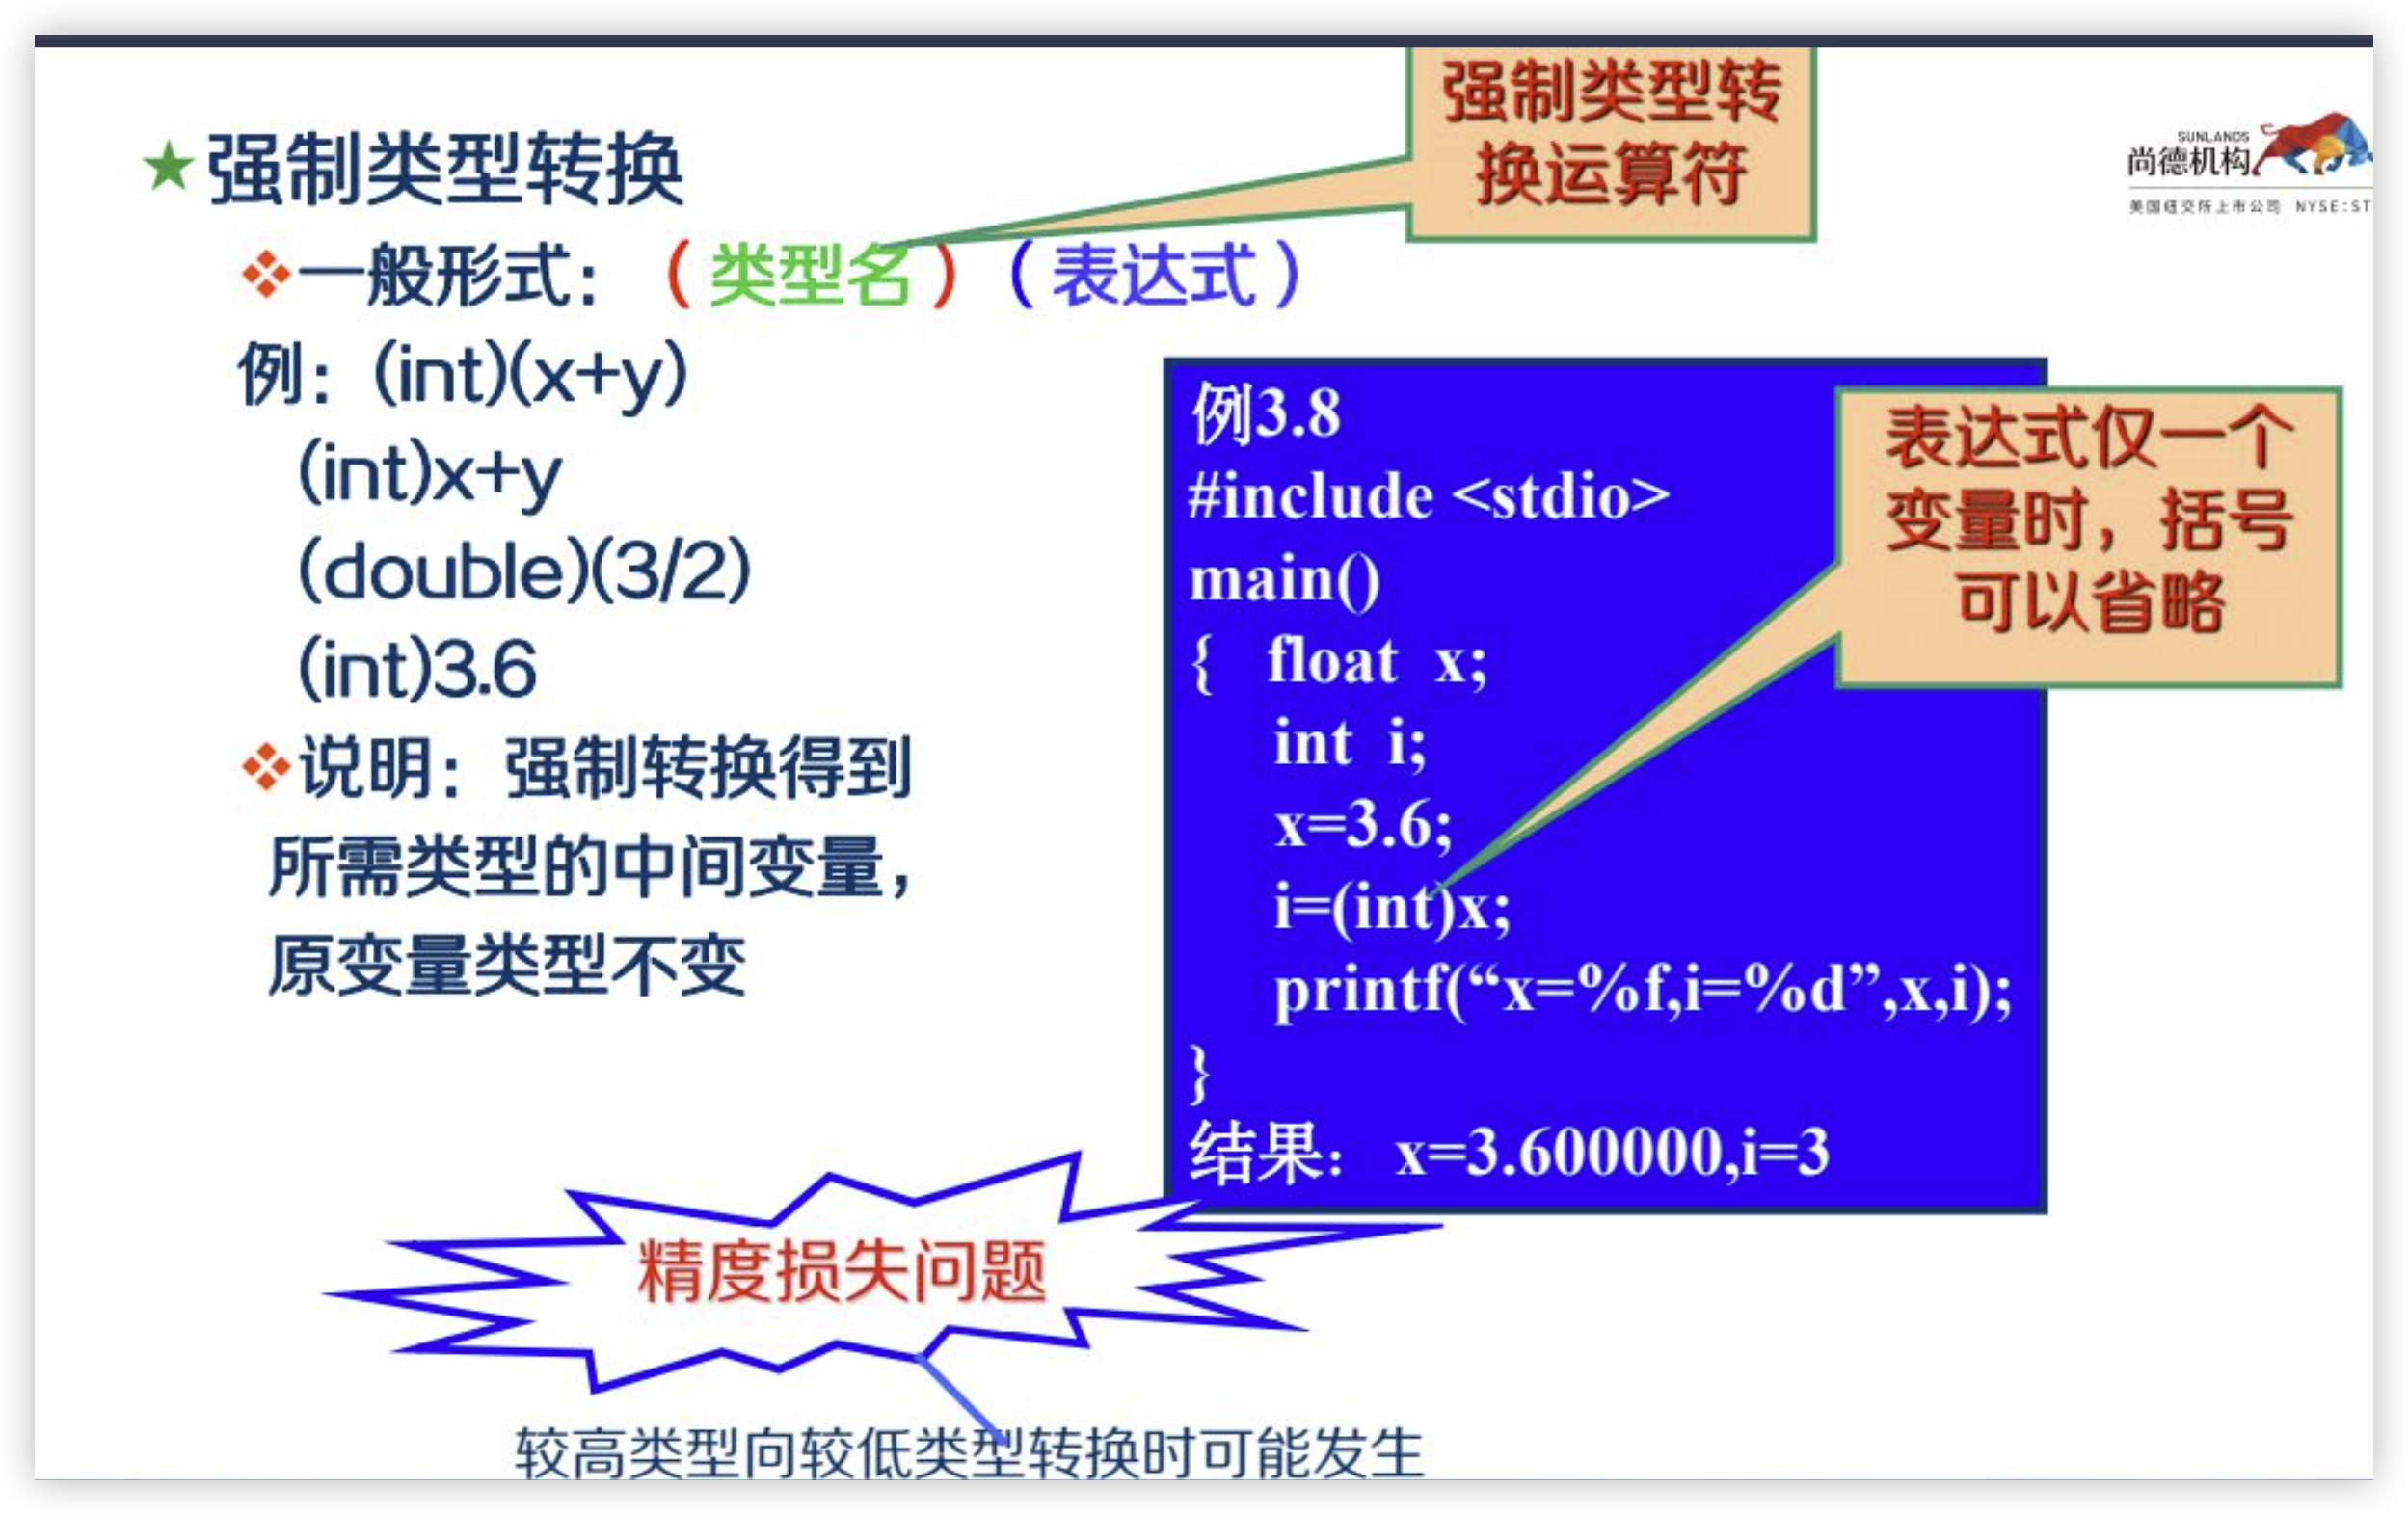 强制类型转
换运算符
SUNLANDS
尚德机构
美国纽交所上市公司 NYSE:ST
强制类型转换
一般形式：（类型名）（表达式）
例：(int)(x+y)
(int)x+y
(double)(3/2)
(int)3.6
说明：强制转换得到
所需类型的中间变量，
原变量类型不变
例3.8
#include <stdio>
main()
{ float x;
int i;
x=3.6;
i=(int)x;
printf(“x=%f,i=%d”,x,i);
}
结果： x=3.600000,i=3
表达式仅一个
变量时，括号
可以省略
精度损失问题
较高类型向较低类型转换时可能发生